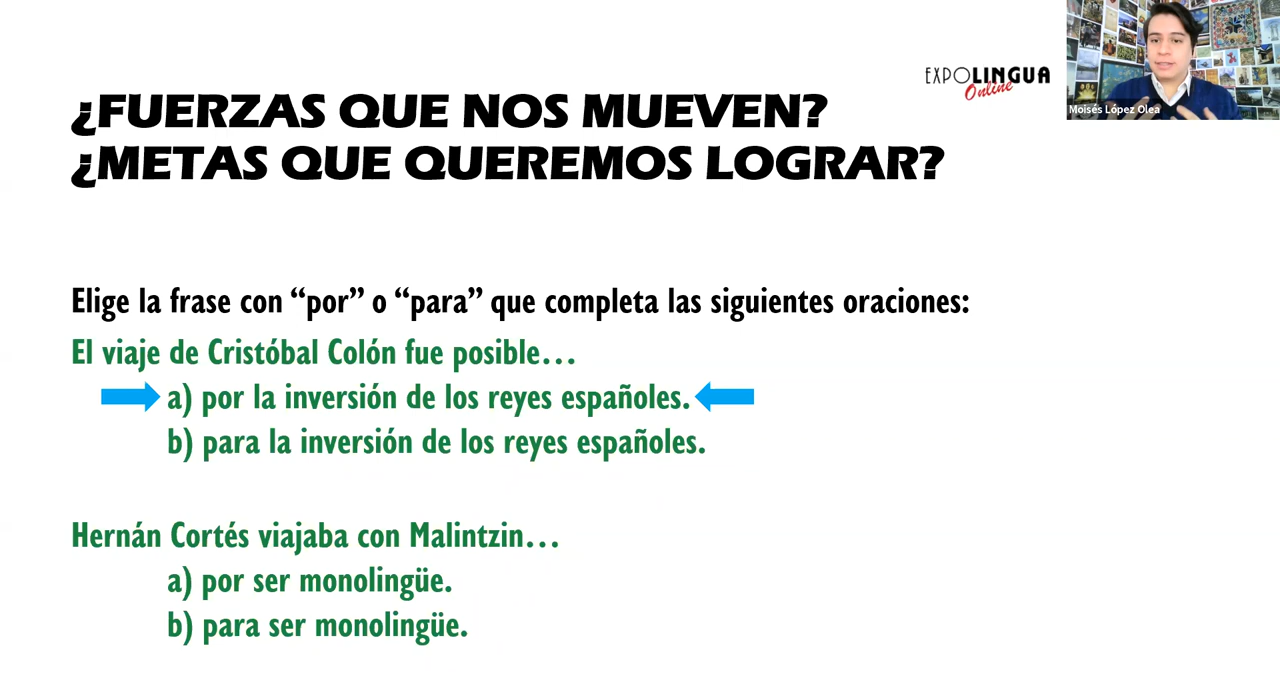 EXPOLINGUA
Online
Moisés López Olea
¿FUERZAS QUE NOS MUEVEN?
¿METAS QUE QUEREMOS LOGRAR?
Elige la frase con “por” o “para” que completa las siguientes oraciones:
El viaje de Cristóbal Colón fue posible…
a) por la inversión de los reyes españoles.
b) para la inversión de los reyes españoles.
Hernán Cortés viajaba con Malintzin…
a) por ser monolingüe.
b) para ser monolingüe.